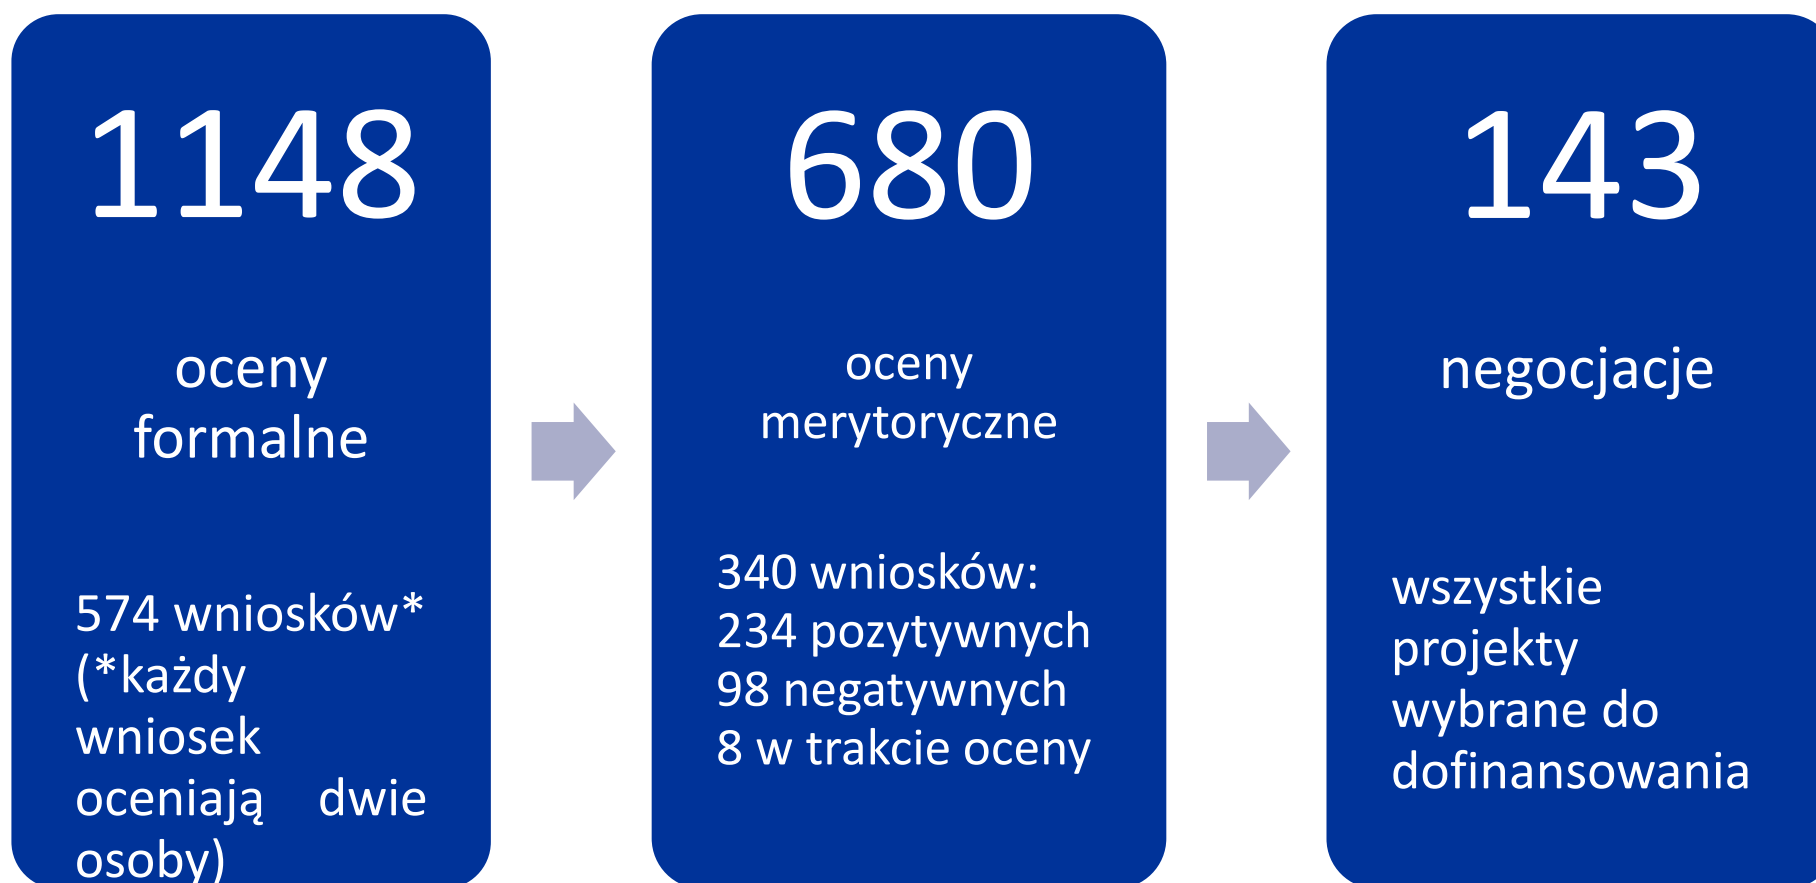 1148
oceny
formalne
574 wniosków*
(*każdy
wniosek
oceniają dwie
osoby)
680
oceny
merytoryczne
340 wniosków:
234 pozytywnych
98 negatywnych
8 w trakcie oceny
143
negocjacje
wszystkie
projekty
wybrane do
dofinansowania